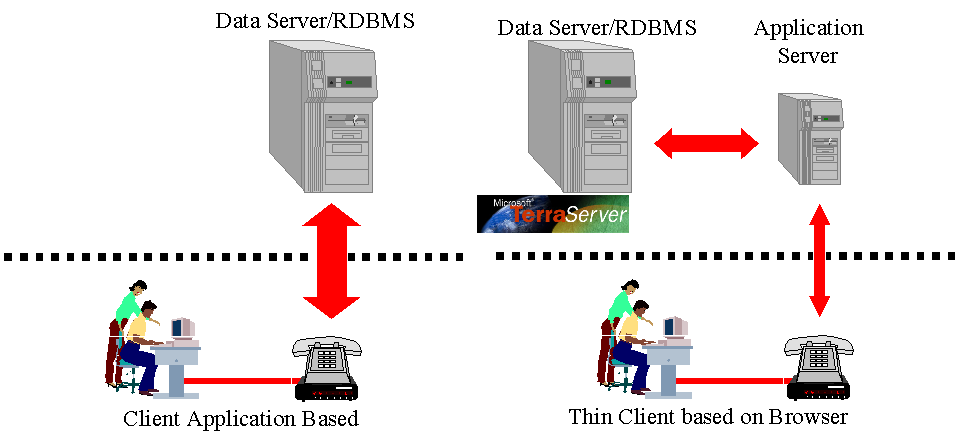 Data Server/RDBMS
Data Server/RDBMS
Application
Server
Microsoft®
TerraServer
Client Application Based
Thin Client based on Browser